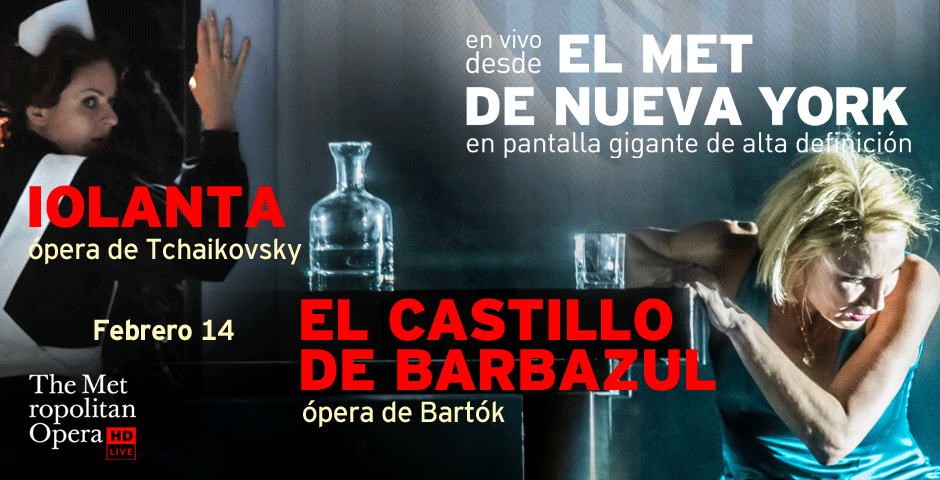 en vivo
desde EL MET
DE NUEVA YORK
en pantalla gigante de alta definición
IOLANTA
ópera de Tchaikovsky
Febrero 14
EL CASTILLO
DE BARBAZUL
ópera de Bartók
The Met
ropolitan
Opera HD
LIVE